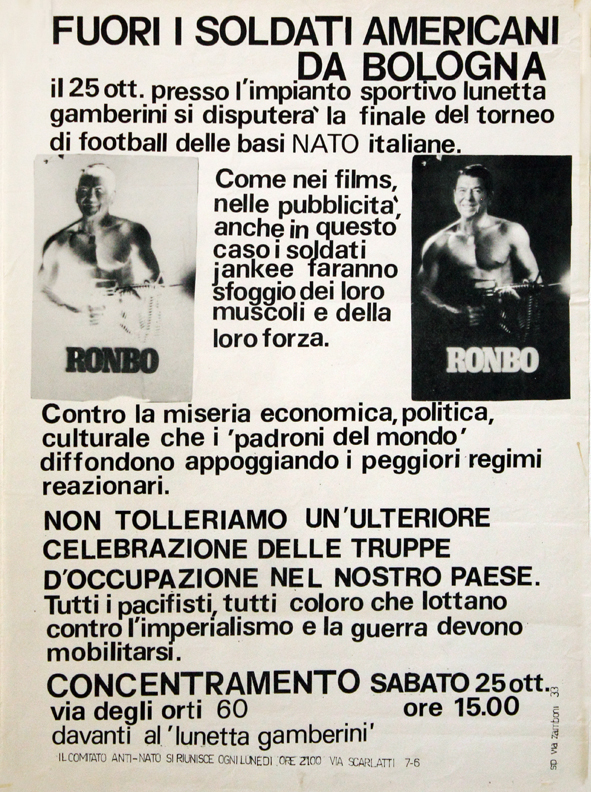 FUORI I SOLDATI AMERICANI
DA BOLOGNA
il 25 ott. presso l'impianto sportivo lunetta
gamberini si disputera` la finale del torneo
di football delle basi NATO italiane.
Come nei films,
nelle pubblicita`,
anche in questo
caso i soldati
jankee faranno
sfoggio dei loro
muscoli e della
loro forza.
RONBO
RONBO
Contro la miseria economica, politica,
culturale che i 'padroni del mondo'
diffondono appoggiando i peggiori regimi
reazionari.
NON TOLLERIAMO UN'ULTERIORE
CELEBRAZIONE DELLE TRUPPE
D'OCCUPAZIONE NEL NOSTRO PAESE.
Tutti i pacifisti, tutti coloro che lottano
contro l'imperialismo e la guerra devono
mobilitarsi.
CONCENTRAMENTO SABATO 25 ott.
via degli orti 60 ore 15.00
davanti al 'lunetta gamberini'
IL COMITATO ANTI-NATO SI RIUNISCE OGNI LUNEDI 'ORE 21.00' VIA SCARLATTI 7-6
sp via zamboni 33